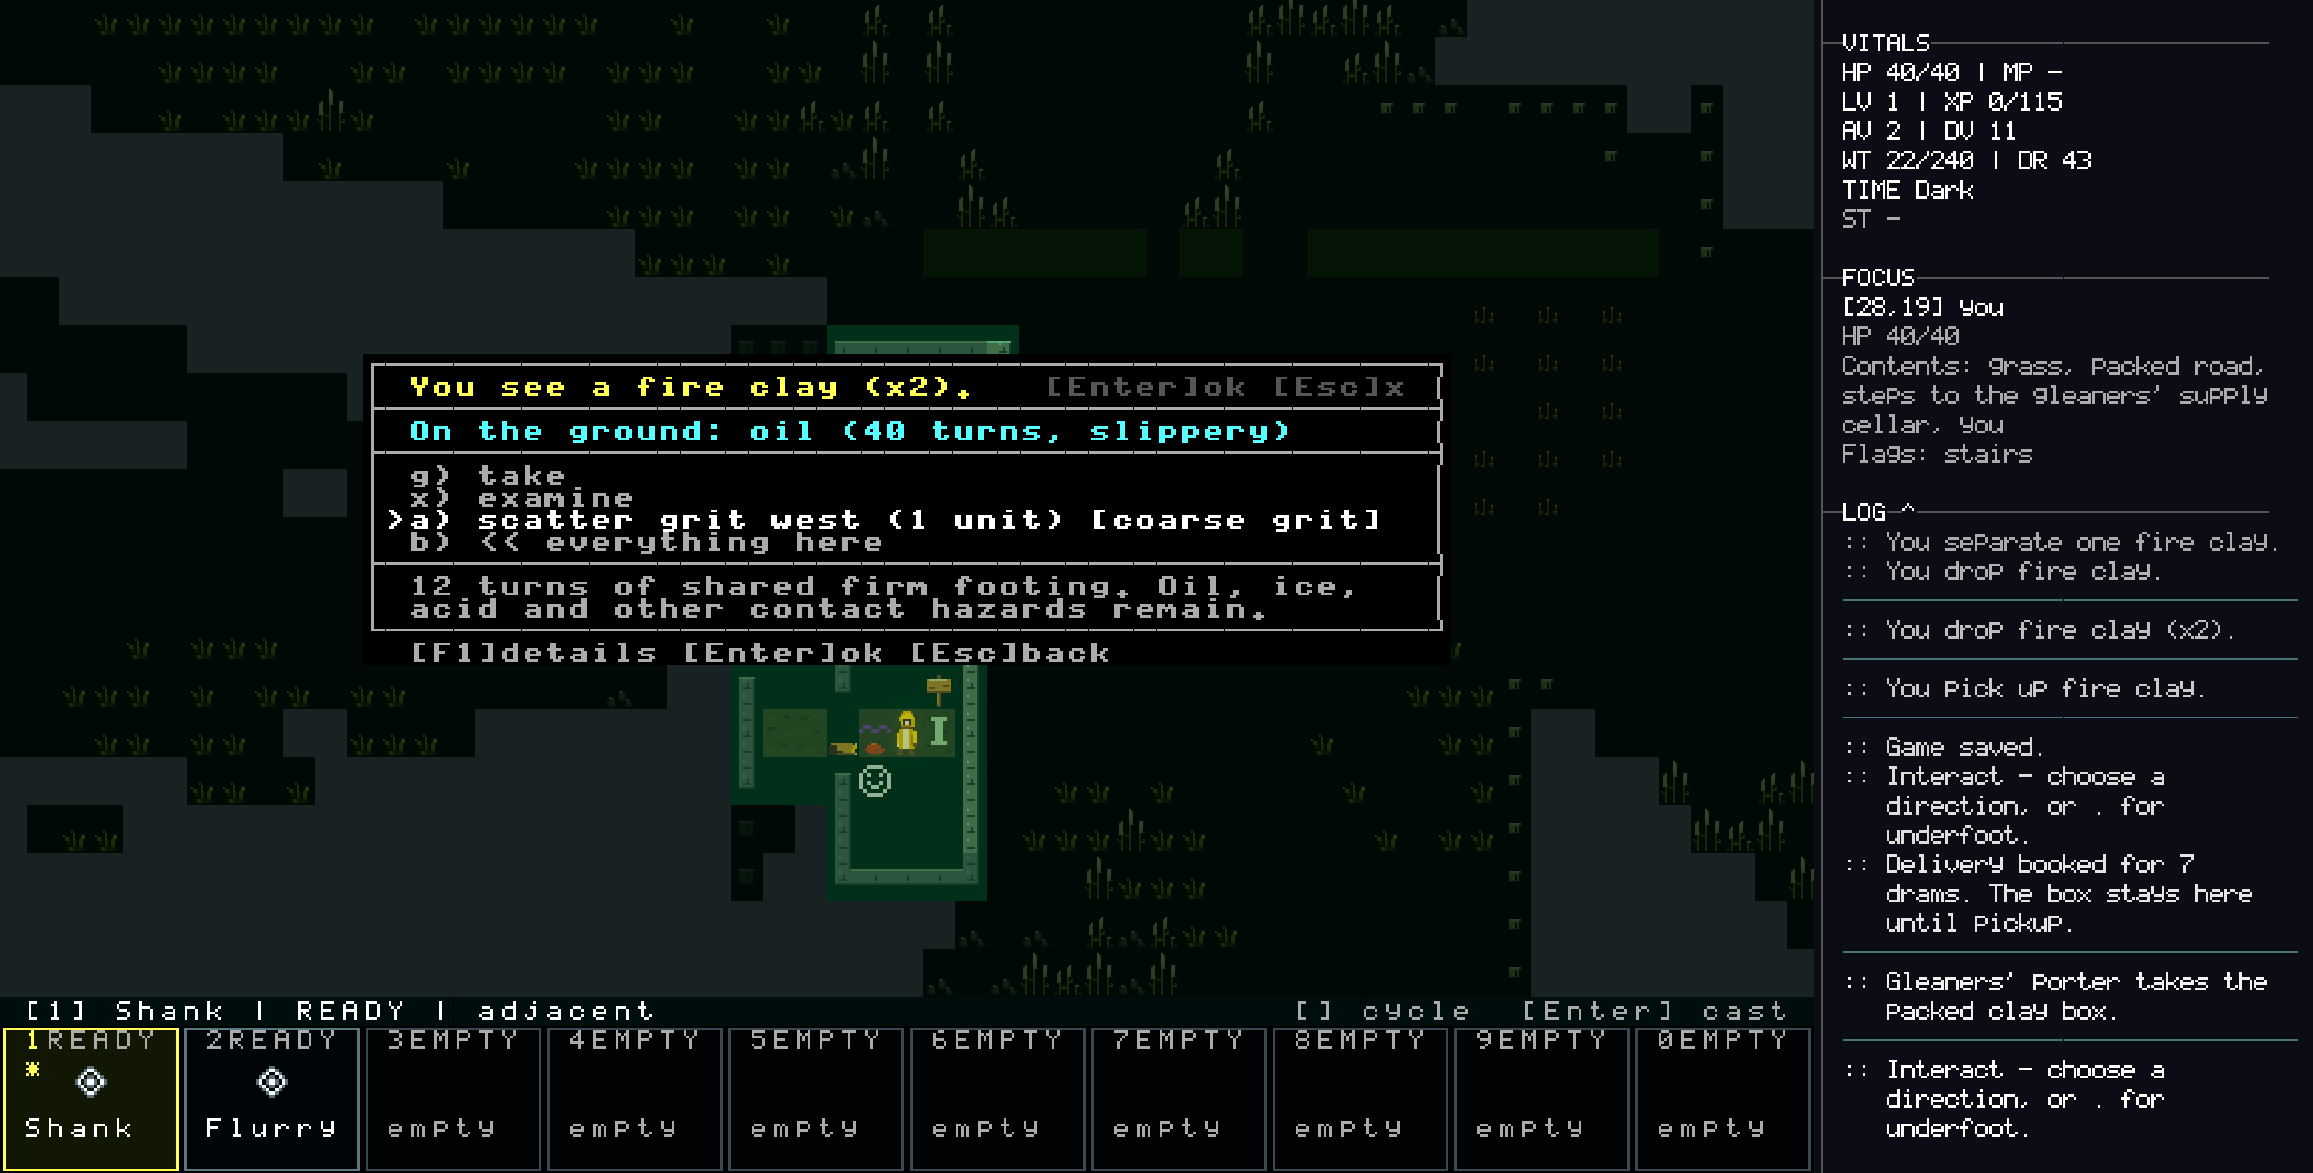 You see a fire clay (x2). [Enter]ok [Esc]x
On the ground: oil (40 turns, slippery)
g) take
x) examine
>a) scatter grit west (1 unit) [coarse grit]
b) << everything here
12 turns of shared firm footing. Oil, ice,
acid and other contact hazards remain.
[F1]details [Enter]ok [Esc]back
[1] Shank | READY | adjacent
[] cycle [Enter] cast
1READY 2READY 3EMPTY 4EMPTY 5EMPTY 6EMPTY 7EMPTY 8EMPTY 9EMPTY 0EMPTY
*
Shank Flurry empty empty empty empty empty empty empty empty
VITALS
HP 40/40 | MP -
LV 1 | XP 0/115
AV 2 | DV 11
WT 22/240 | DR 43
TIME Dark
ST -
FOCUS
[28,19] You
HP 40/40
Contents: grass, packed road,
steps to the gleaners' supply
cellar, you
Flags: stairs
LOG ^
:: You separate one fire clay.
:: You drop fire clay.
:: You drop fire clay (x2).
:: You pick up fire clay.
:: Game saved.
:: Interact - choose a
direction, or . for
underfoot.
:: Delivery booked for 7
drams. The box stays here
until pickup.
:: Gleaners' Porter takes the
packed clay box.
:: Interact - choose a
direction, or . for
underfoot.